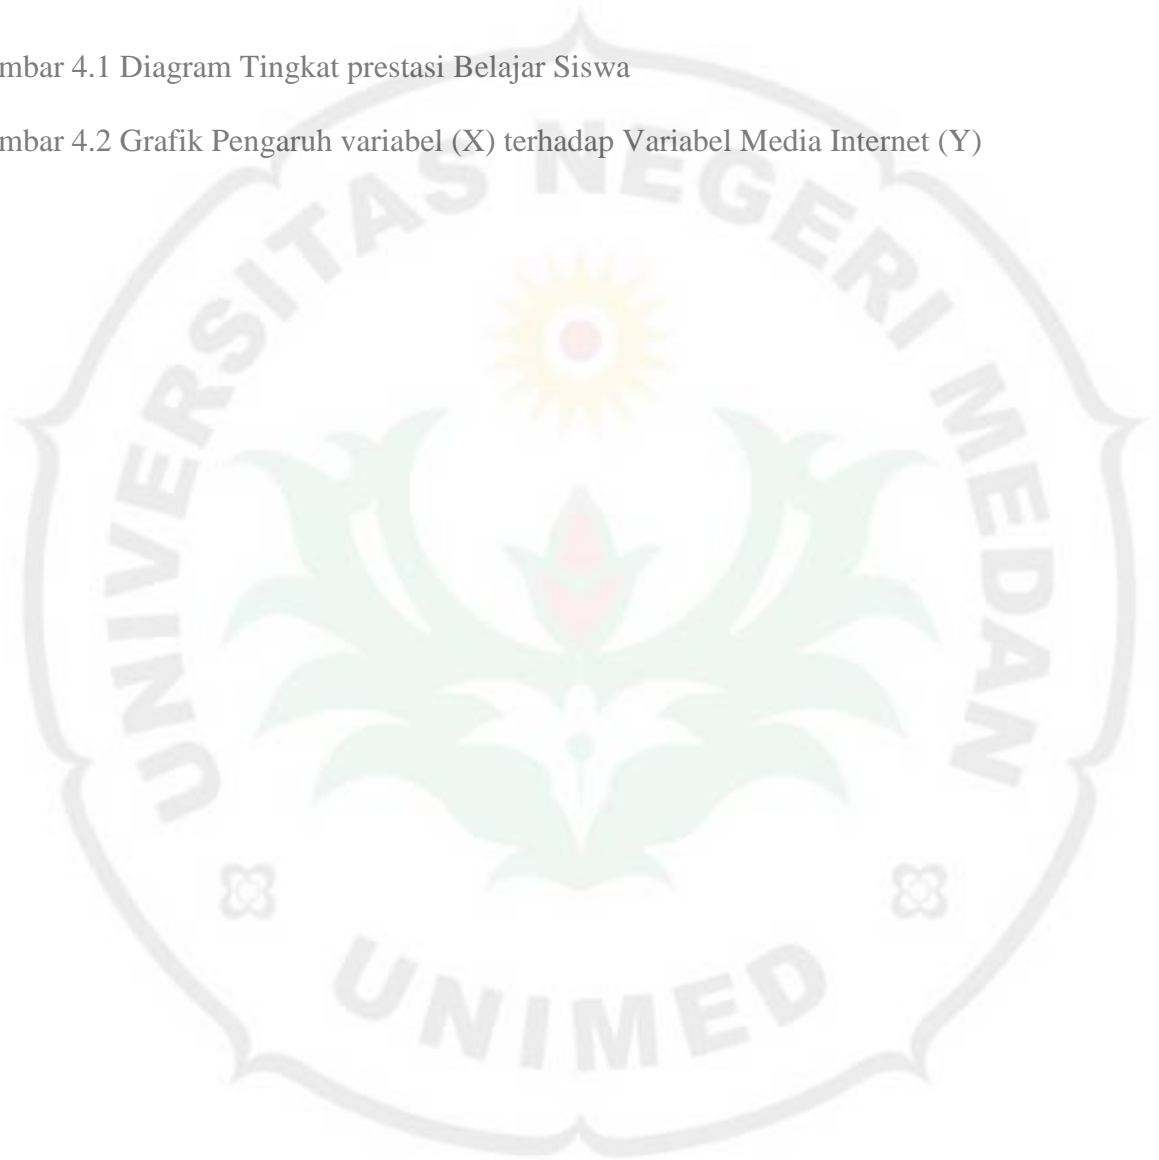 mbar 4.1 Diagram Tingkat prestasi Belajar Siswa
mbar 4.2 Grafik Pengaruh variabel (X) terhadap Variabel Media Internet (Y)
UNIVERSITAS NEGERI MEDAN
UNIMED